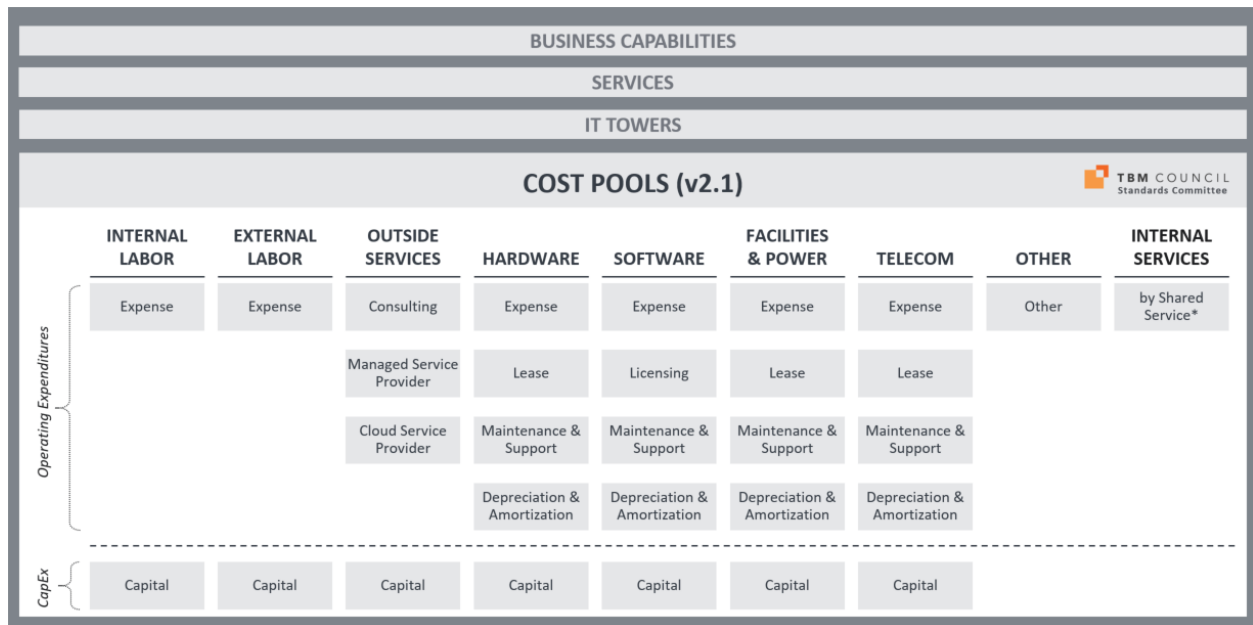 BUSINESS CAPABILITIES
SERVICES
IT TOWERS
COST POOLS (v2.1)
TBM COUNCIL
Standards Committee
INTERNAL
LABOR
EXTERNAL
LABOR
OUTSIDE
SERVICES
HARDWARE
SOFTWARE
FACILITIES
& POWER
TELECOM
OTHER
INTERNAL
SERVICES
Operating Expenditures
Expense
Expense
Consulting
Expense
Expense
Expense
Expense
Other
by Shared
Service*
Managed Service
Provider
Lease
Licensing
Lease
Lease
Cloud Service
Provider
Maintenance &
Support
Maintenance &
Support
Maintenance &
Support
Maintenance &
Support
Depreciation &
Amortization
Depreciation &
Amortization
Depreciation &
Amortization
Depreciation &
Amortization
CapEx
Capital
Capital
Capital
Capital
Capital
Capital
Capital